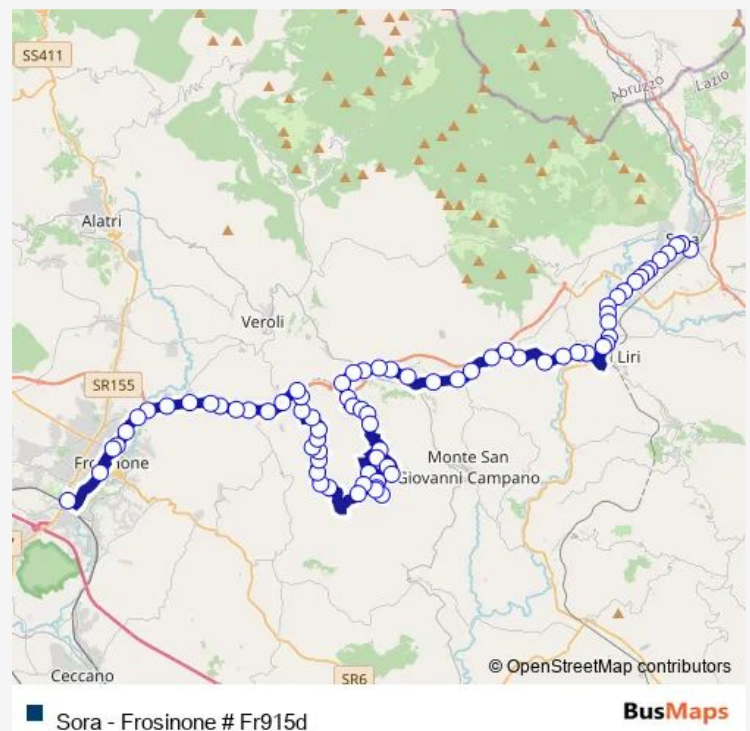 SS411
Abruzzo
Lazio
Alatri
Veroli
Liri
SR155
Frosinone
Monte San
Giovanni Campano
© OpenStreetMap contributors
Ceccano
SR6
Sora - Frosinone # Fr915d
BusMaps